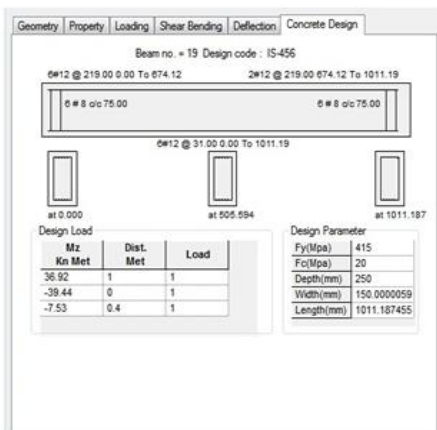 Geometry Property Loading Shear Bending Deflection Concrete Design
Beam no. = 19 Design code : IS-456
6#12 @ 219.00 0.00 To 674.12 2#12 @ 219.00 674.12 To 1011.19
6 # 8 c/c 75.00 6 # 8 c/c 75.00
6#12 @ 31.00 0.00 To 1011.19
at 0.000 at 505.594 at 1011.187
Design Load Design Parameter
Mz Kn Met Dist. Met Load
36.92 1 1
-39.44 0 1
-7.53 0.4 1
Fy(Mpa) 415
Fc(Mpa) 20
Depth(mm) 250
Width(mm) 150.0000059
Length(mm) 1011.187455